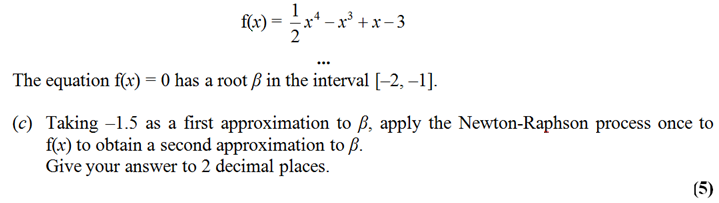 f(x) = 1/2 x⁴ – x³ + x – 3
...
The equation f(x) = 0 has a root β in the interval [–2, –1].
(c) Taking –1.5 as a first approximation to β, apply the Newton-Raphson process once to
f(x) to obtain a second approximation to β.
Give your answer to 2 decimal places.
(5)